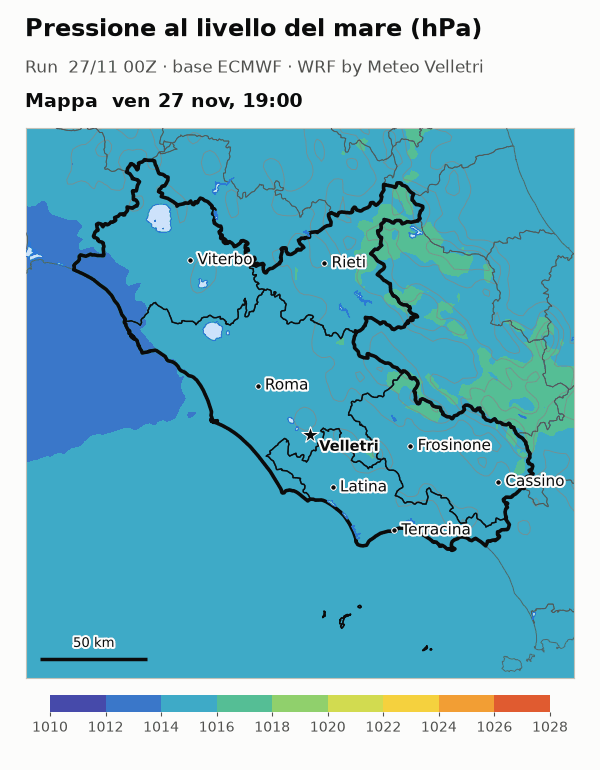 Pressione al livello del mare (hPa)
Run  27/11 00Z · base ECMWF · WRF by Meteo Velletri
Mappa  ven 27 nov, 19:00
Viterbo
Rieti
Roma
Velletri
Frosinone
Cassino
Latina
Terracina
50 km
1010 1012 1014 1016 1018 1020 1022 1024 1026 1028